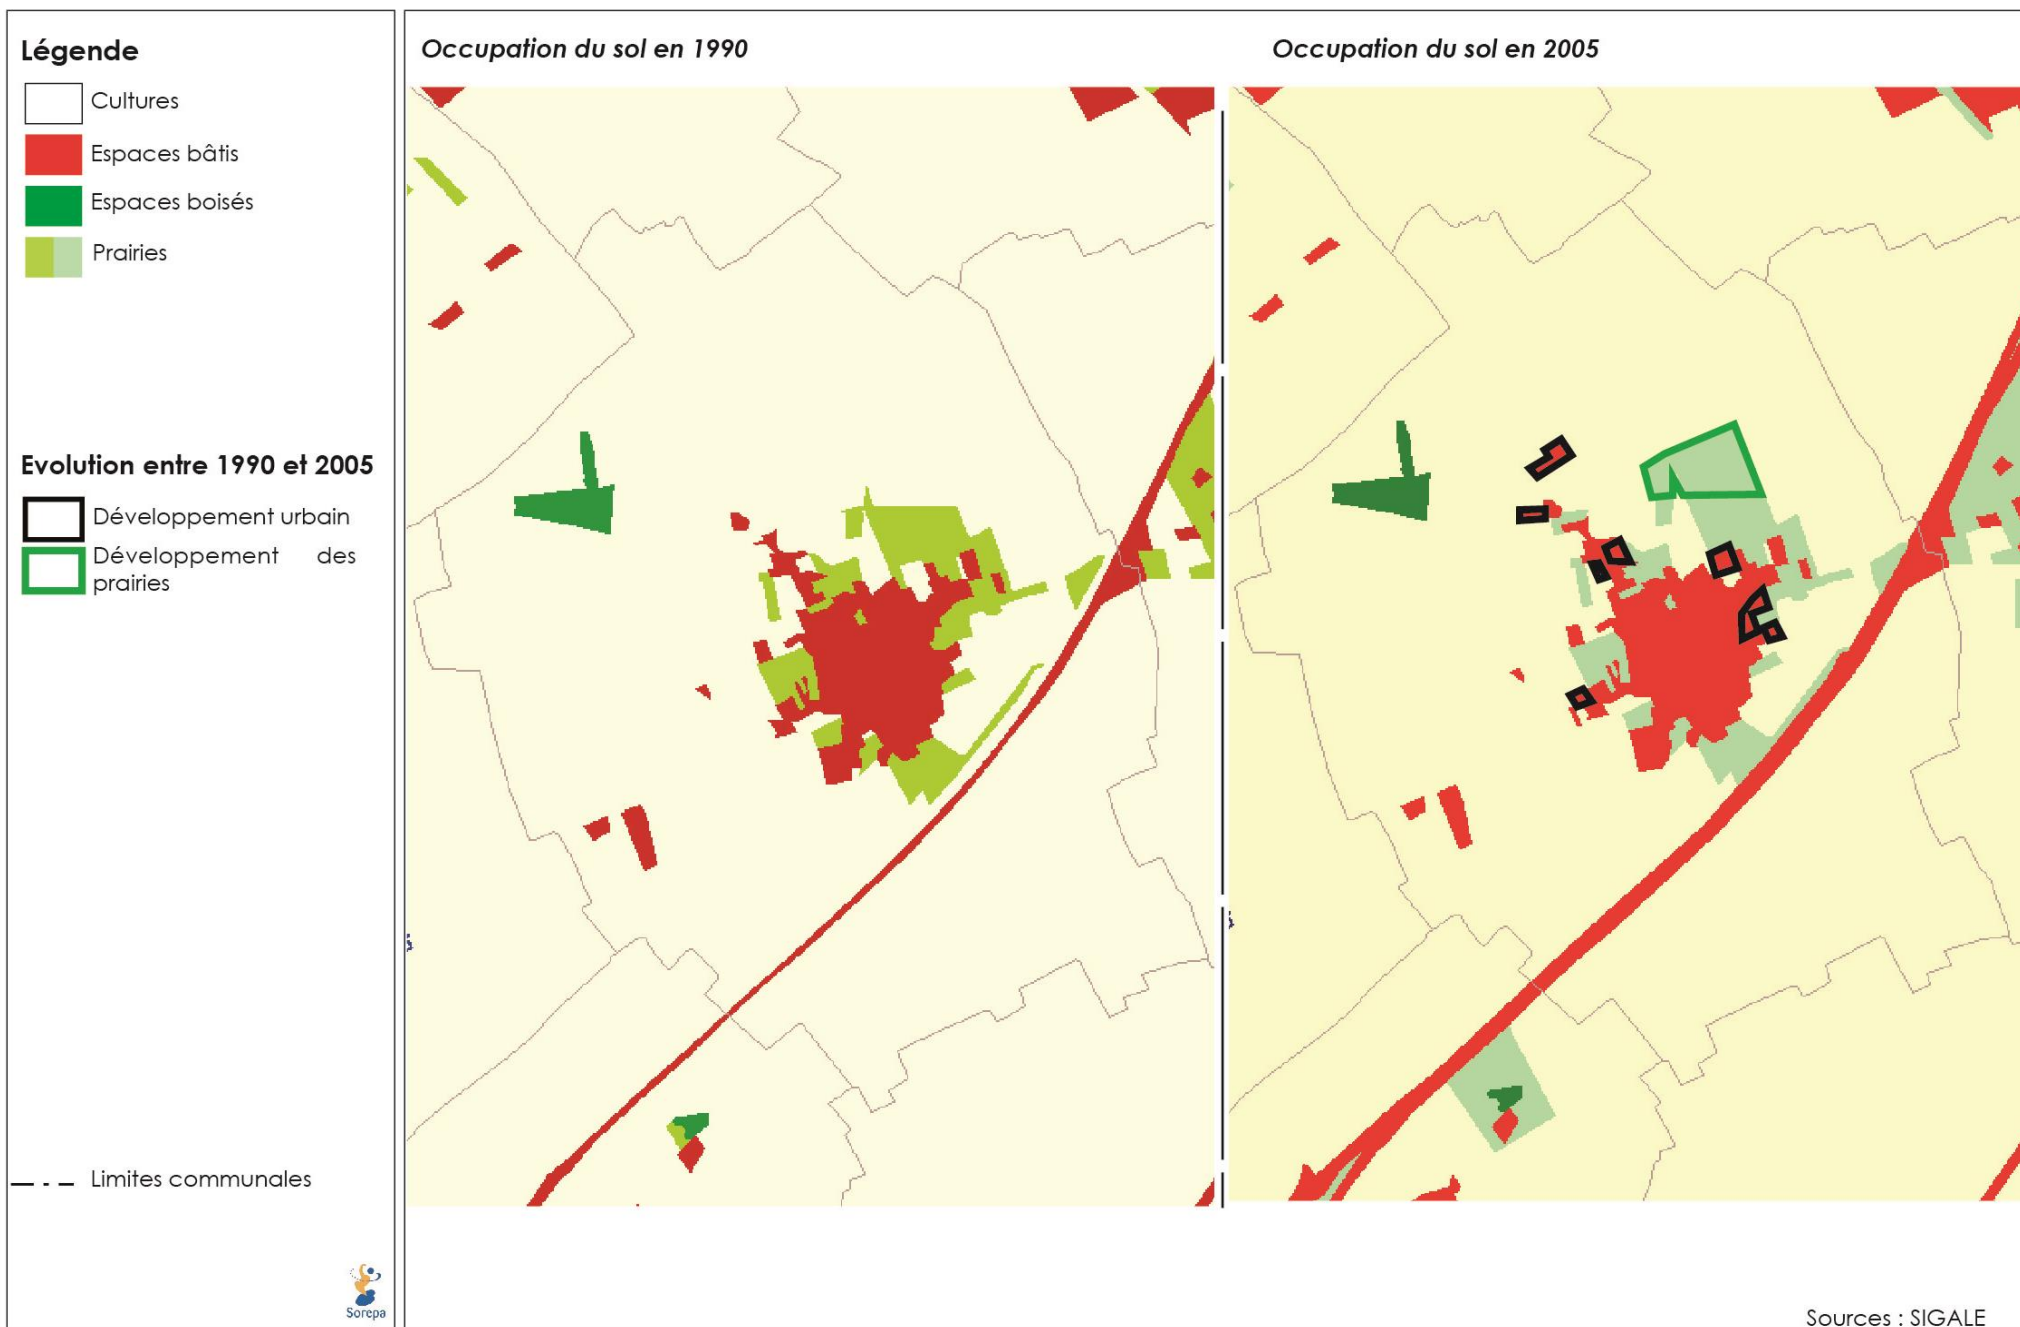 Légende
Cultures
Espaces bâtis
Espaces boisés
Prairies
Evolution entre 1990 et 2005
Développement urbain
Développement des
prairies
Limites communales
Sorepa
Occupation du sol en 1990
Occupation du sol en 2005
Sources : SIGALE